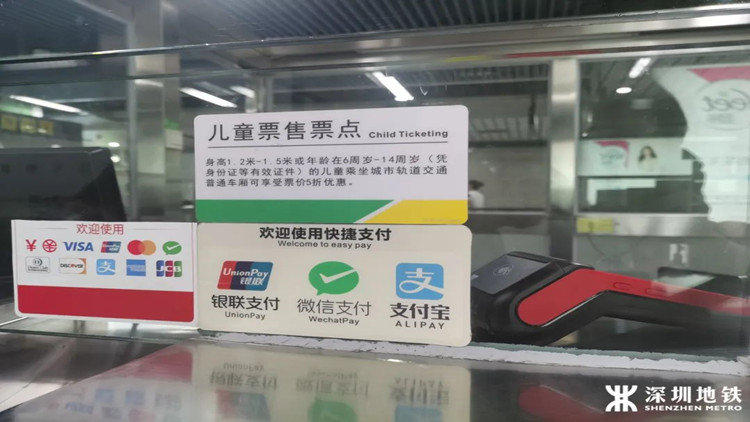 儿童票售票点 Child Ticketing
身高1.2米-1.5米或年龄在6周岁-14周岁（凭
身份证等有效证件）的儿童乘坐城市轨道交通
普通车厢可享受票价5折优惠。
欢迎使用
VISA
DISCOVER
JCB
欢迎使用快捷支付
Welcome to easy pay
UnionPay
银联
银联支付
UnionPay
微信支付
WechatPay
支
支付宝
ALIPAY
深圳地铁
SHENZHEN METRO